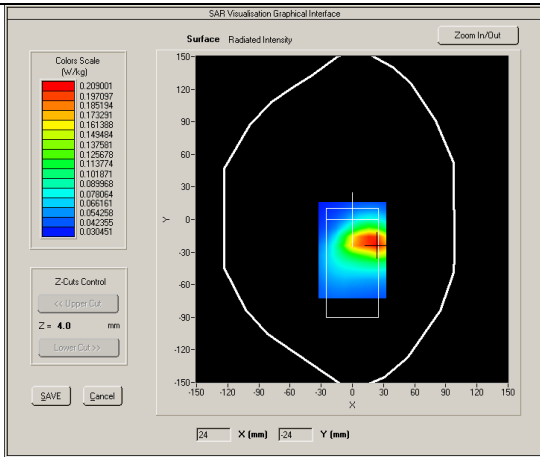 SAR Visualisation Graphical Interface
Surface Radiated Intensity
Zoom In/Out
Colors Scale
(W/kg)
0.209001
0.197097
0.185194
0.173291
0.161388
0.149484
0.137581
0.125678
0.113774
0.101871
0.089968
0.078064
0.066161
0.054258
0.042355
0.030451
Z-Cuts Control
<< Upper Cut
Z = 4.0 mm
Lower Cut >>
SAVE
Cancel
Y
150
120
90
60
30
0
-30
-60
-90
-120
-150
-150 -120 -90 -60 -30 0 30 60 90 120 150
X
24 X (mm) -24 Y (mm)